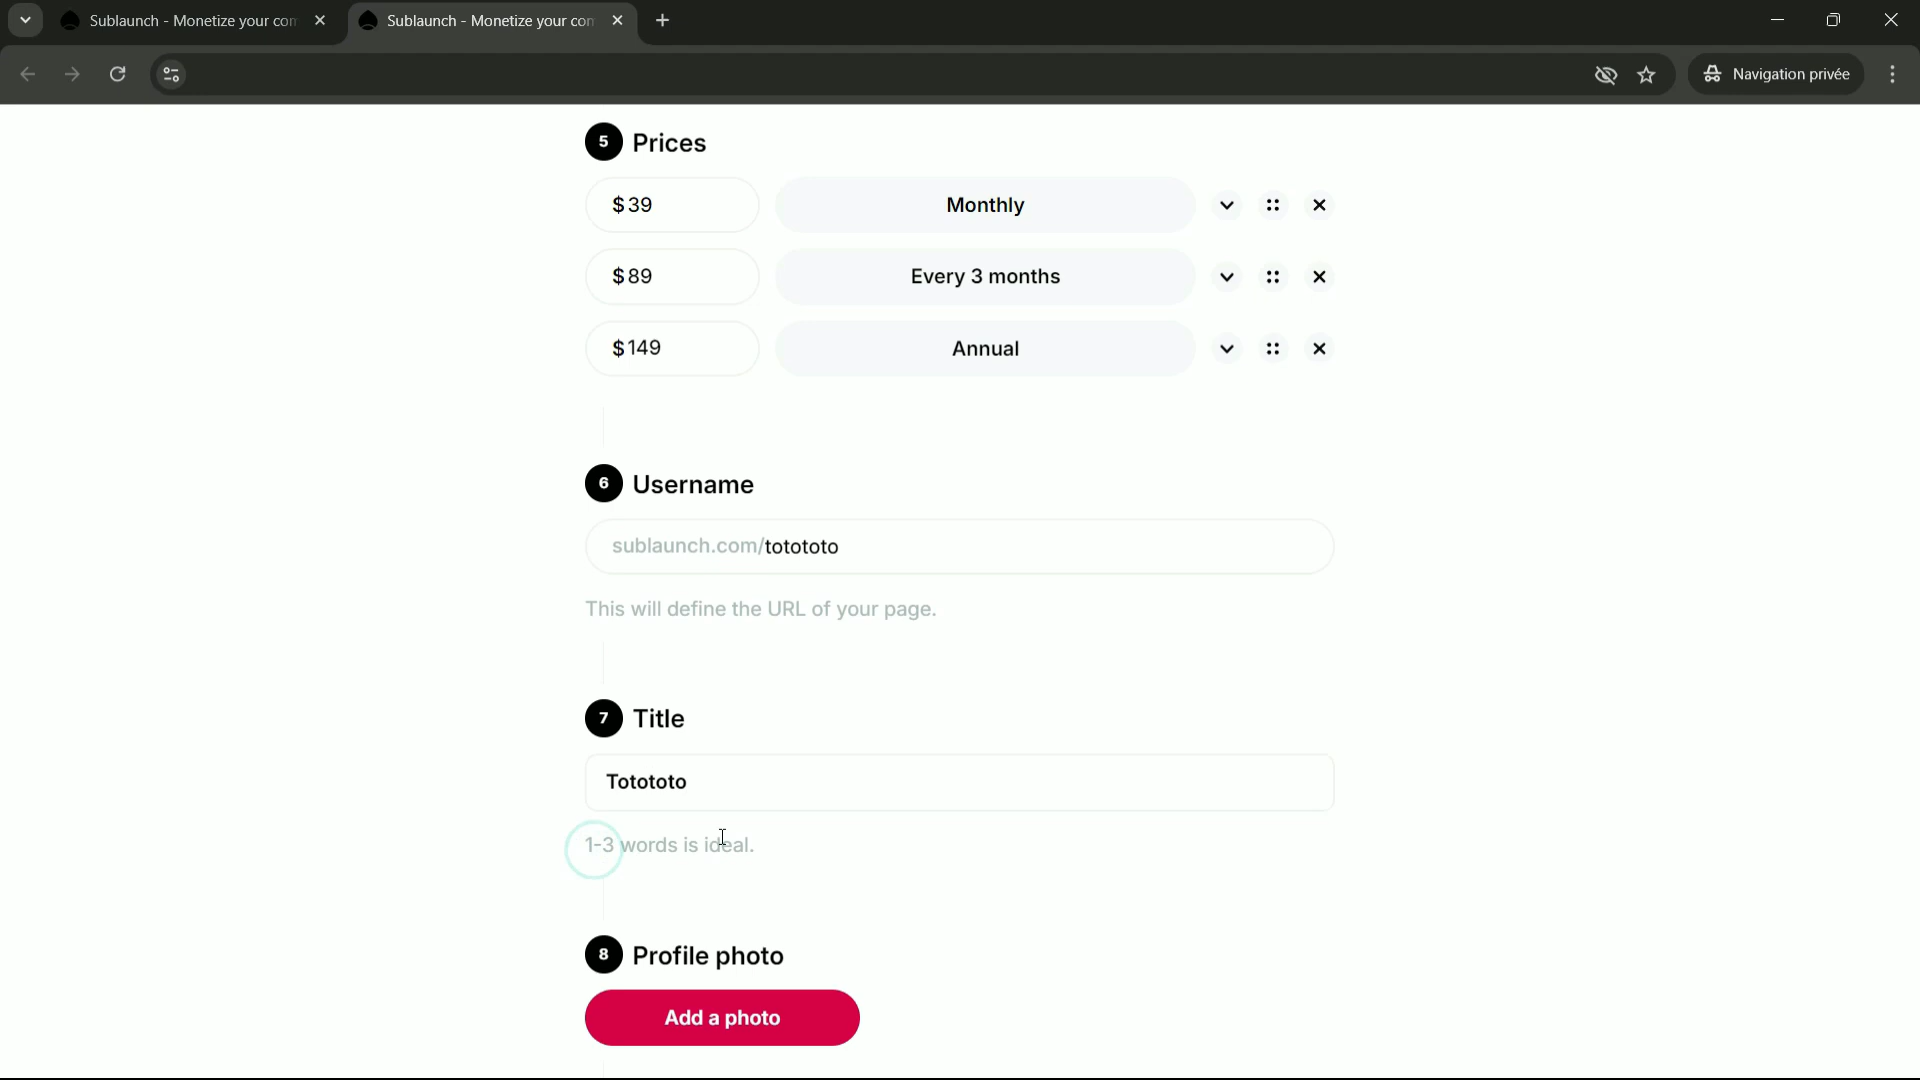 Sublaunch - Monetize your con
Sublaunch - Monetize your con
Navigation privée
5 Prices
$39 Monthly
$89 Every 3 months
$149 Annual
6 Username
sublaunch.com/totototo
This will define the URL of your page.
7 Title
Totototo
1-3 words is ideal.
8 Profile photo
Add a photo